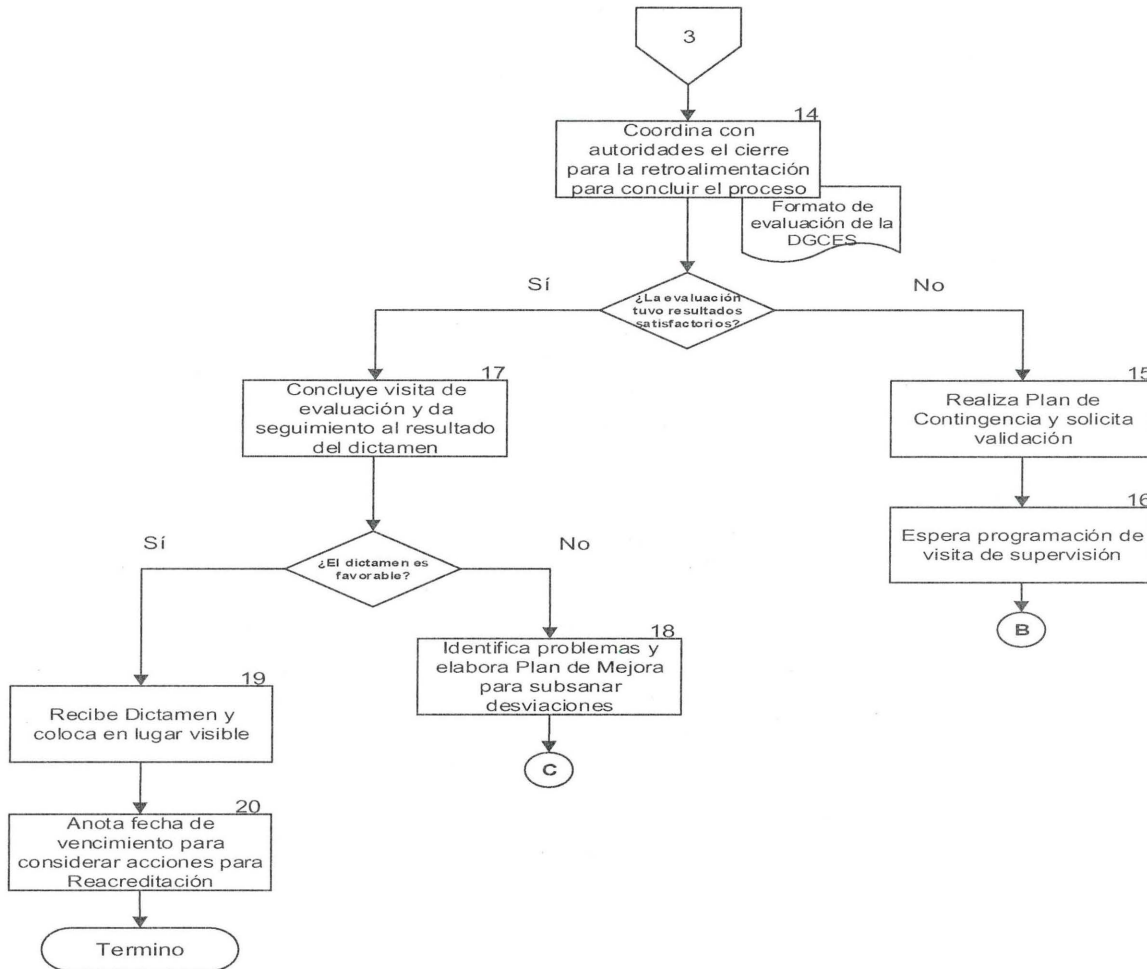 3
14
Coordina con
autoridades el cierre
para la retroalimentación
para concluir el proceso
Formato de
evaluación de la
DGCES
Sí
No
¿La evaluación
tuvo resultados
satisfactorios?
17
Concluye visita de
evaluación y da
seguimiento al resultado
del dictamen
15
Realiza Plan de
Contingencia y solicita
validación
16
Espera programación de
visita de supervisión
B
Sí
No
¿El dictamen es
favorable?
18
Identifica problemas y
elabora Plan de Mejora
para subsanar
desviaciones
C
19
Recibe Dictamen y
coloca en lugar visible
20
Anota fecha de
vencimiento para
considerar acciones para
Reacreditación
Termino